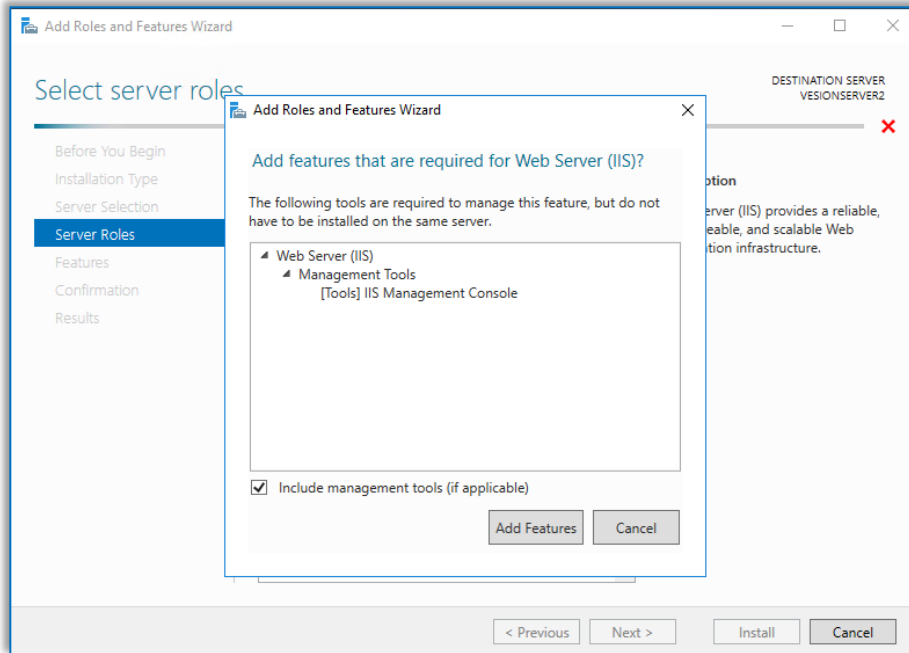 Add Roles and Features Wizard
Select server roles
DESTINATION SERVER
VESIONSERVER2
Before You Begin
Installation Type
Server Selection
Server Roles
Features
Confirmation
Results
Add Roles and Features Wizard
Add features that are required for Web Server (IIS)?
The following tools are required to manage this feature, but do not
have to be installed on the same server.
Web Server (IIS)
Management Tools
[Tools] IIS Management Console
Include management tools (if applicable)
Add Features
Cancel
(IIS) provides a reliable,
and scalable Web
infrastructure.
< Previous
Next >
Install
Cancel